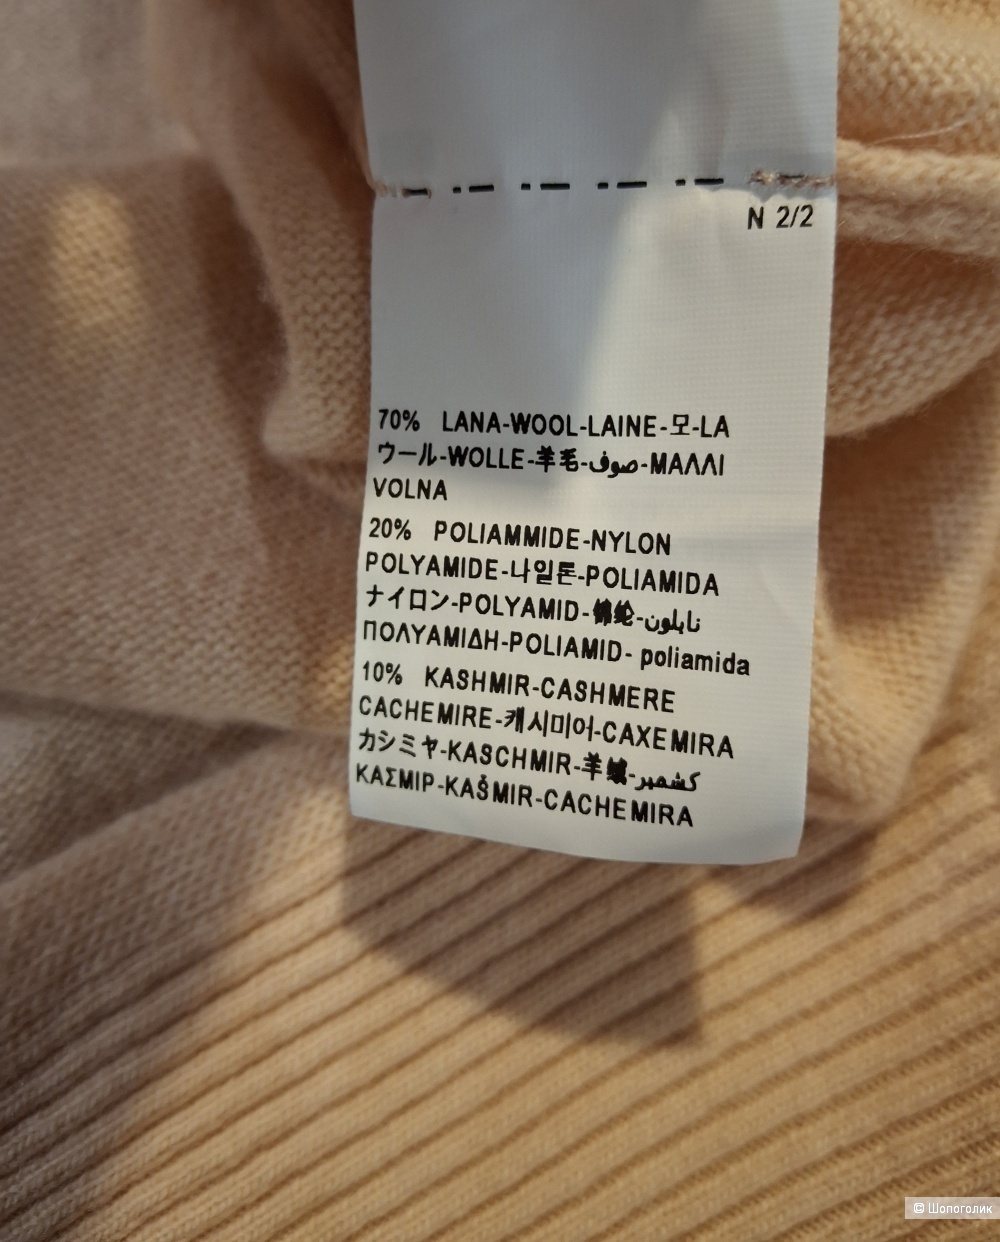 N 2/2
70% LANA-WOOL-LAINE-모-LA
ウール-WOLLE-羊毛-صوف-ΜΑΛΛΙ
VOLNA
20% POLIAMMIDE-NYLON
POLYAMIDE-나일론-POLIAMIDA
ナイロン-POLYAMID-锦纶-نايلون
ΠΟΛΥΑΜΙΔΗ-POLIAMID- poliamida
10% KASHMIR-CASHMERE
CACHEMIRE-캐시미어-CAXEMIRA
カシミヤ-KASCHMIR-羊绒-كشمير
ΚΑΣΜΙΡ-KAŠMIR-CACHEMIRA
© Шопоголик